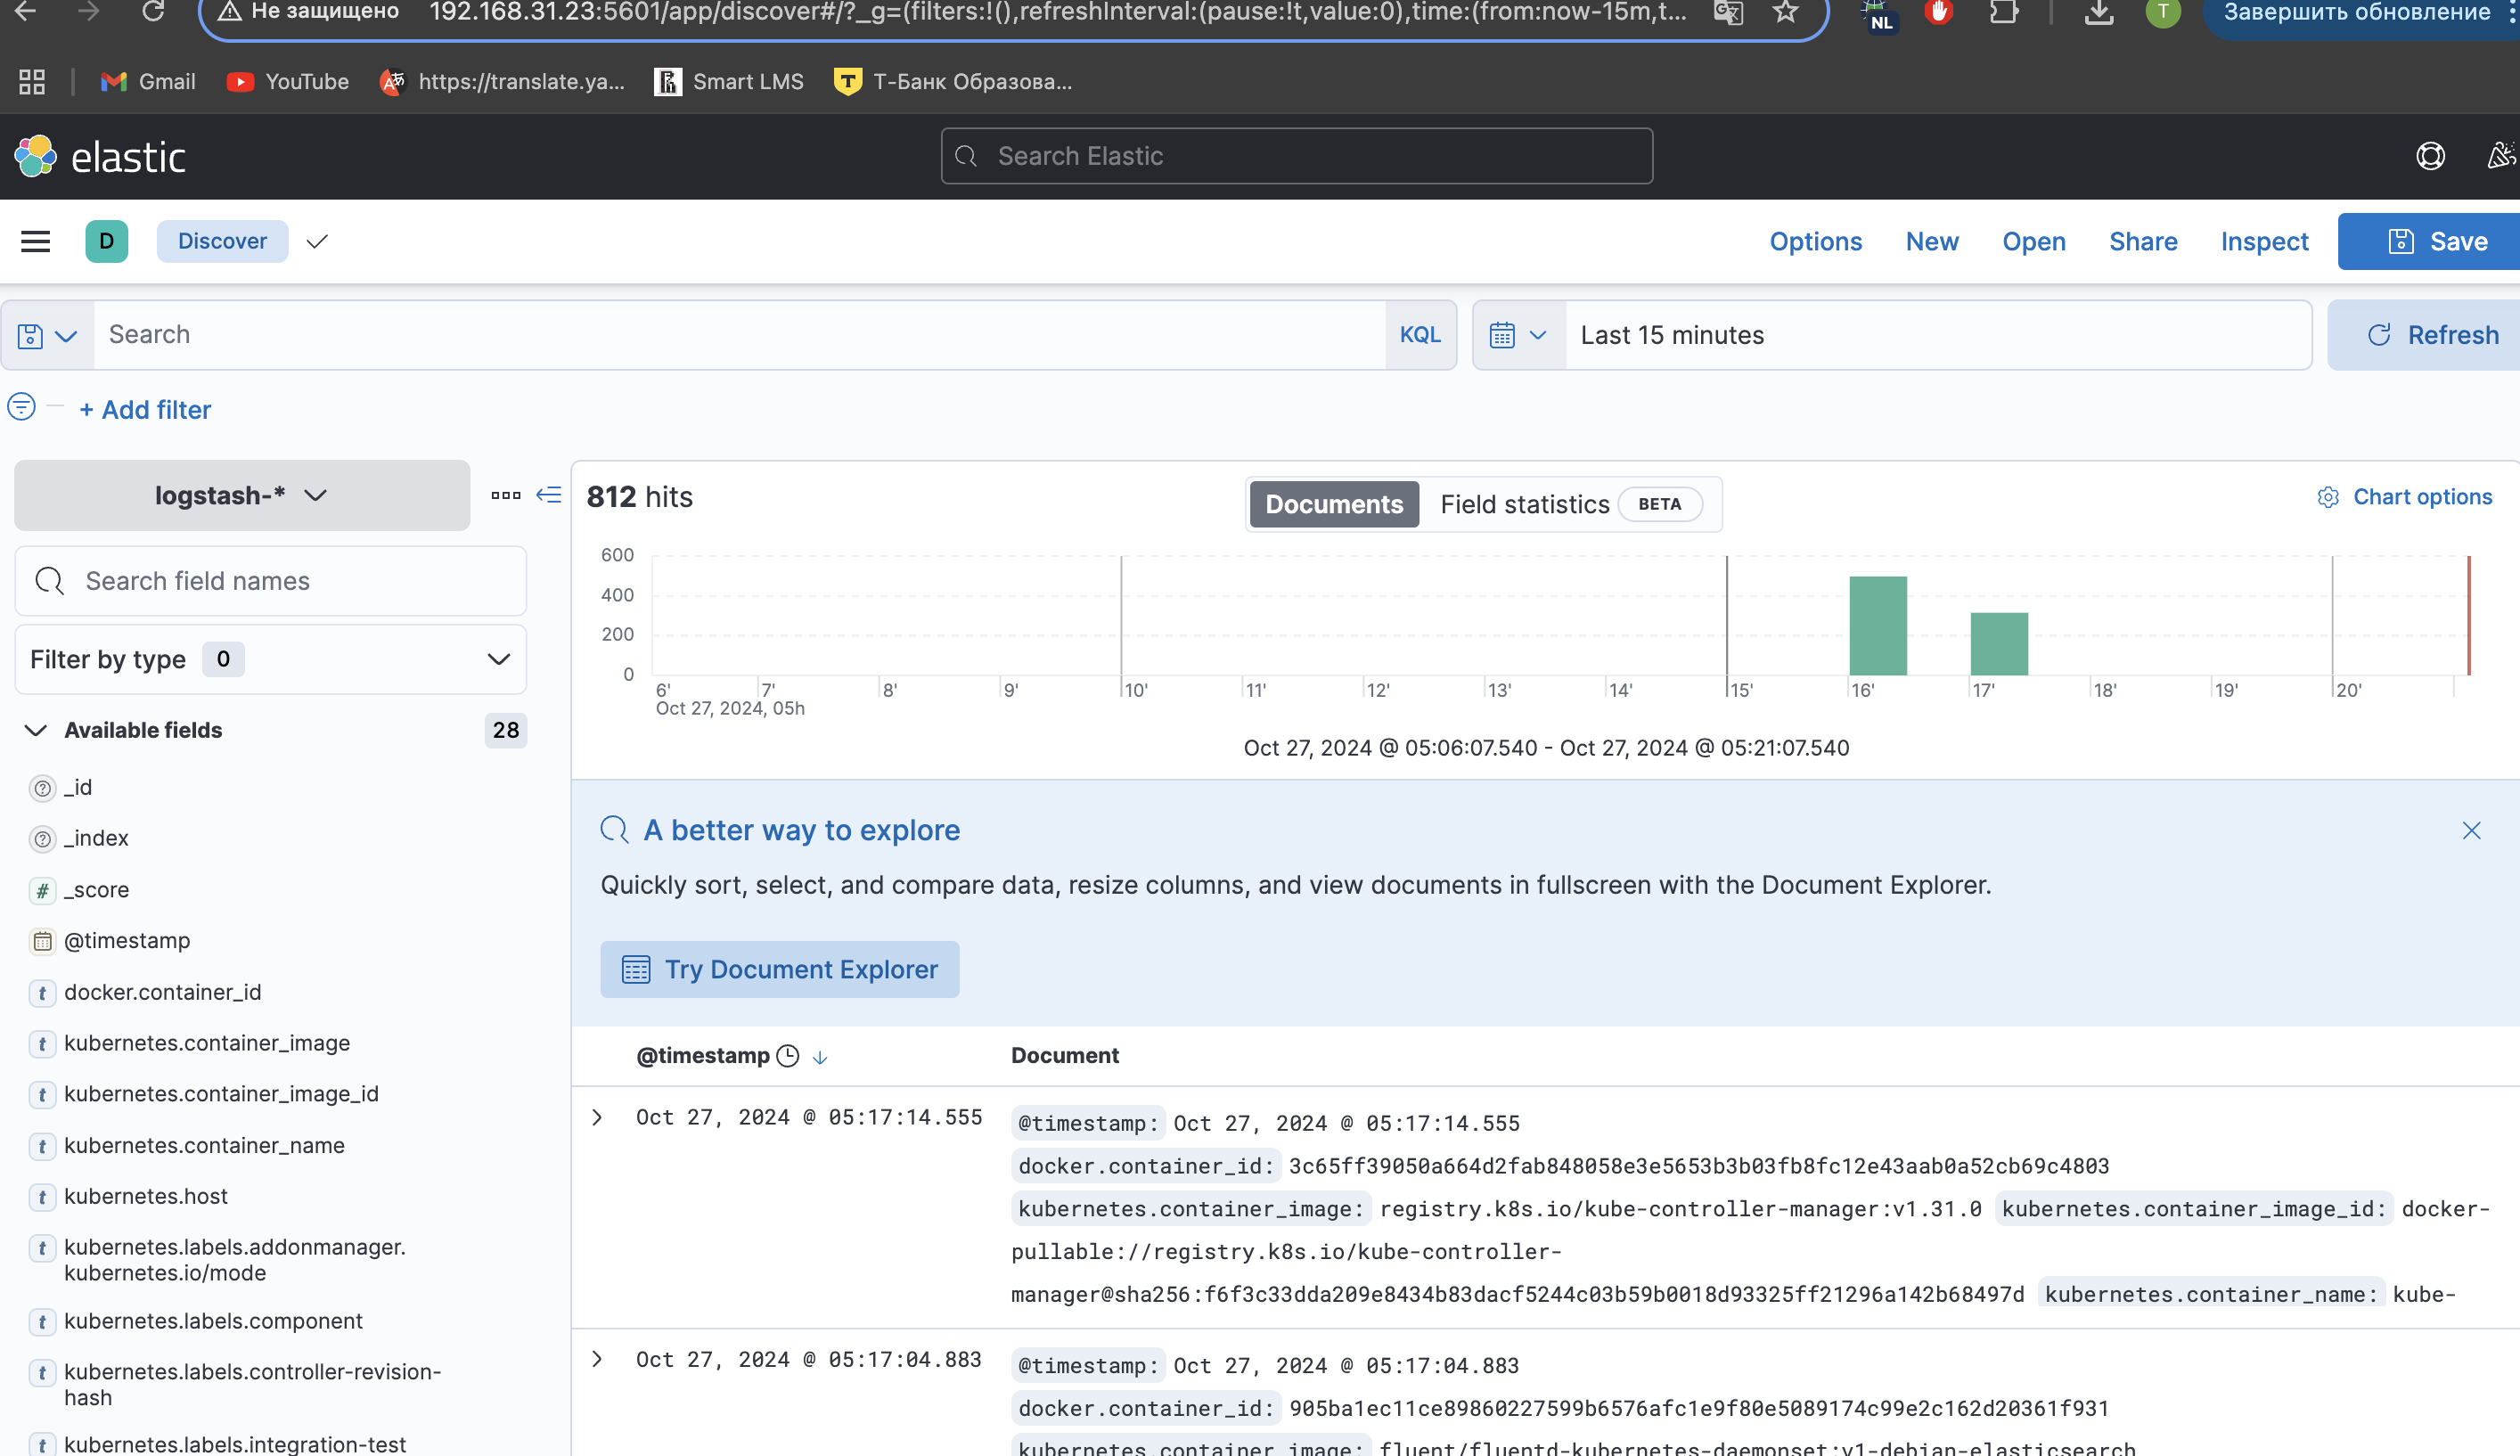 Не защищено 192.168.31.23:5601/app/discover#/?_g=(filters:!(),refreshInterval:(pause:!t,value:0),time:(from:now-15m,t... NL T Завершить обновление
Gmail YouTube https://translate.ya... Smart LMS Т-Банк Образова...
elastic Search Elastic
D Discover Options New Open Share Inspect Save
Search KQL Last 15 minutes Refresh
+ Add filter
logstash-*
Search field names
Filter by type 0
Available fields 28
_id
_index
_score
@timestamp
docker.container_id
kubernetes.container_image
kubernetes.container_image_id
kubernetes.container_name
kubernetes.host
kubernetes.labels.addonmanager.
kubernetes.io/mode
kubernetes.labels.component
kubernetes.labels.controller-revision-
hash
kubernetes.labels.integration-test
812 hits Documents Field statistics BETA Chart options
600
400
200
0
6' 7' 8' 9' 10' 11' 12' 13' 14' 15' 16' 17' 18' 19' 20'
Oct 27, 2024, 05h
Oct 27, 2024 @ 05:06:07.540 - Oct 27, 2024 @ 05:21:07.540
A better way to explore
Quickly sort, select, and compare data, resize columns, and view documents in fullscreen with the Document Explorer.
Try Document Explorer
@timestamp Document
Oct 27, 2024 @ 05:17:14.555 @timestamp: Oct 27, 2024 @ 05:17:14.555
docker.container_id: 3c65ff39050a664d2fab848058e3e5653b3b03fb8fc12e43aab0a52cb69c4803
kubernetes.container_image: registry.k8s.io/kube-controller-manager:v1.31.0 kubernetes.container_image_id: docker-
pullable://registry.k8s.io/kube-controller-
manager@sha256:f6f3c33dda209e8434b83dacf5244c03b59b0018d93325ff21296a142b68497d kubernetes.container_name: kube-
Oct 27, 2024 @ 05:17:04.883 @timestamp: Oct 27, 2024 @ 05:17:04.883
docker.container_id: 905ba1ec11ce89860227599b6576afc1e9f80e5089174c99e2c162d20361f931
kubernetes.container_image: fluent/fluentd-kubernetes-daemonset:v1-debian-elasticsearch